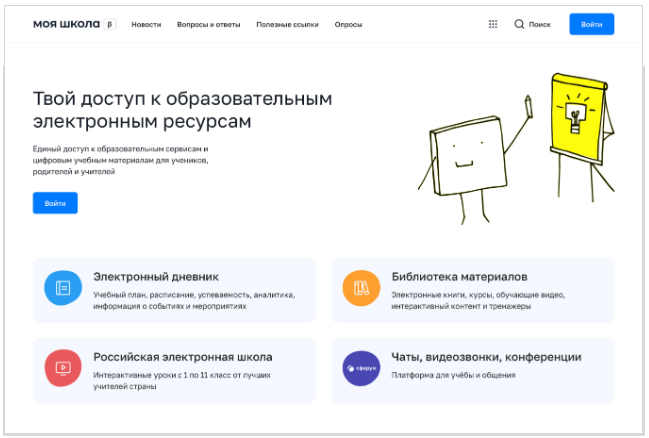 моя школа β
Новости
Вопросы и ответы
Полезные ссылки
Опросы
Поиск
Войти
Твой доступ к образовательным
электронным ресурсам
Единый доступ к образовательным сервисам и
цифровым учебным материалам для учеников,
родителей и учителей
Войти
Электронный дневник
Учебный план, расписание, успеваемость, аналитика,
информация о событиях и мероприятиях
Библиотека материалов
Электронные книги, курсы, обучающие видео,
интерактивный контент и тренажеры
Российская электронная школа
Интерактивные уроки с 1 по 11 класс от лучших
учителей страны
сферум
Чаты, видеозвонки, конференции
Платформа для учёбы и общения